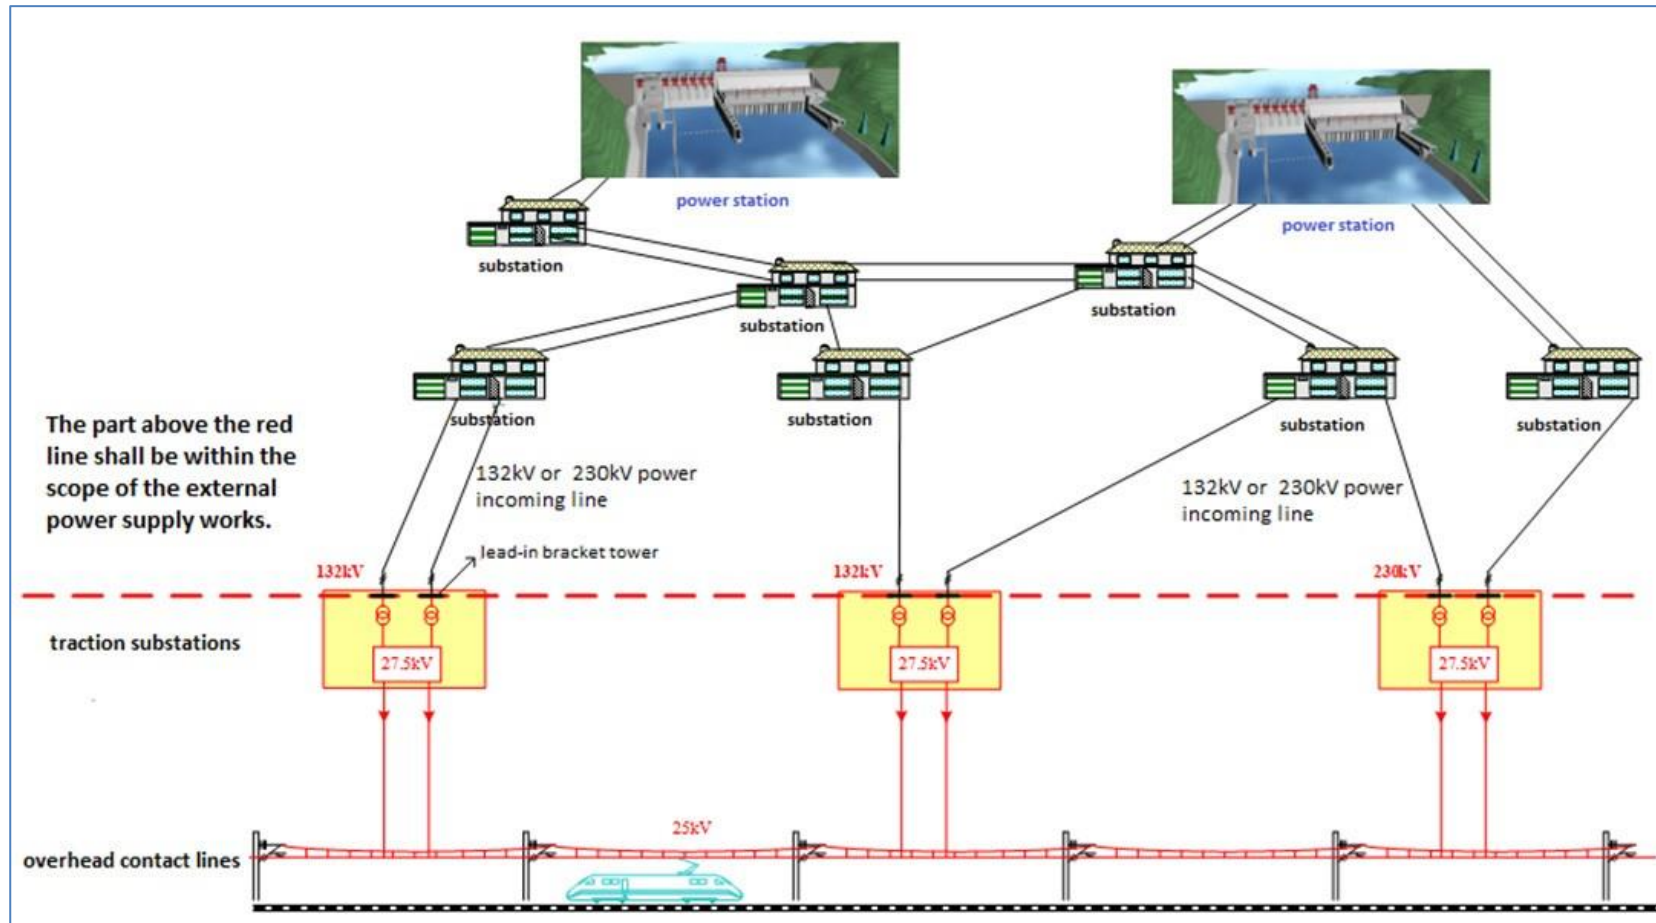 power station
power station
substation
substation
substation
substation
substation
substation
substation
The part above the red
line shall be within the
scope of the external
power supply works.
132kV or 230kV power
incoming line
132kV or 230kV power
incoming line
lead-in bracket tower
132kV
132kV
230kV
traction substations
27.5kV
27.5kV
27.5kV
25kV
overhead contact lines